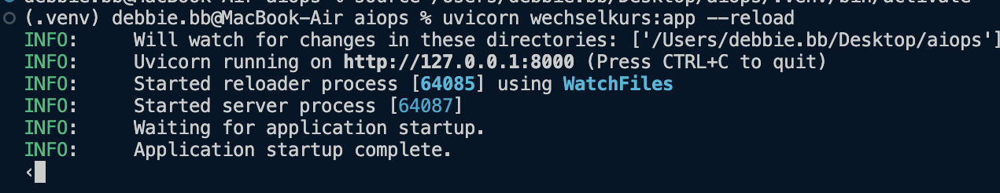 (.venv) debbie.bb@MacBook-Air aiops % uvicorn wechselkurs:app --reload
INFO:     Will watch for changes in these directories: ['/Users/debbie.bb/Desktop/aiops']
INFO:     Uvicorn running on http://127.0.0.1:8000 (Press CTRL+C to quit)
INFO:     Started reloader process [64085] using WatchFiles
INFO:     Started server process [64087]
INFO:     Waiting for application startup.
INFO:     Application startup complete.
‹